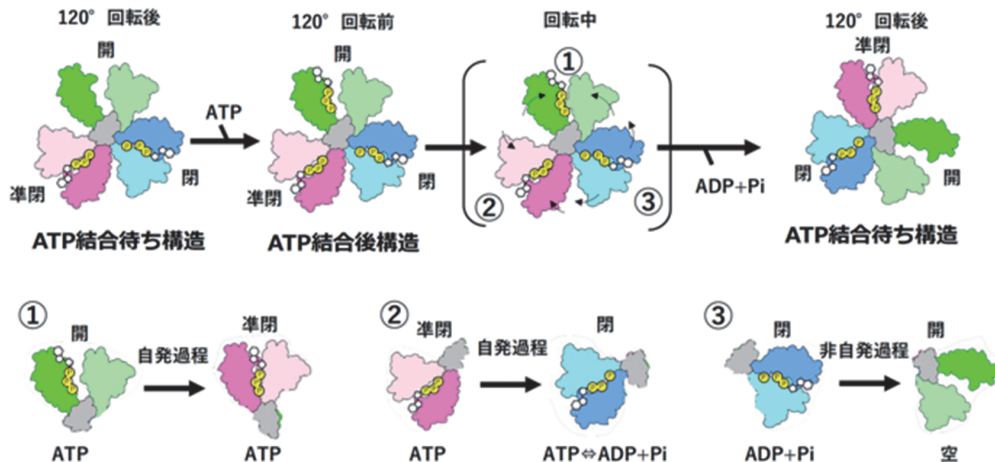 120° 回転後
開
準閉
閉
ATP結合待ち構造
ATP
120° 回転前
開
準閉
閉
ATP結合後構造
回転中
①
②
③
ADP+Pi
120° 回転後
準閉
閉
開
ATP結合待ち構造
①
開
自発過程
準閉
ATP
ATP
②
準閉
自発過程
閉
ATP
ATP⇔ADP+Pi
③
閉
非自発過程
開
ADP+Pi
空